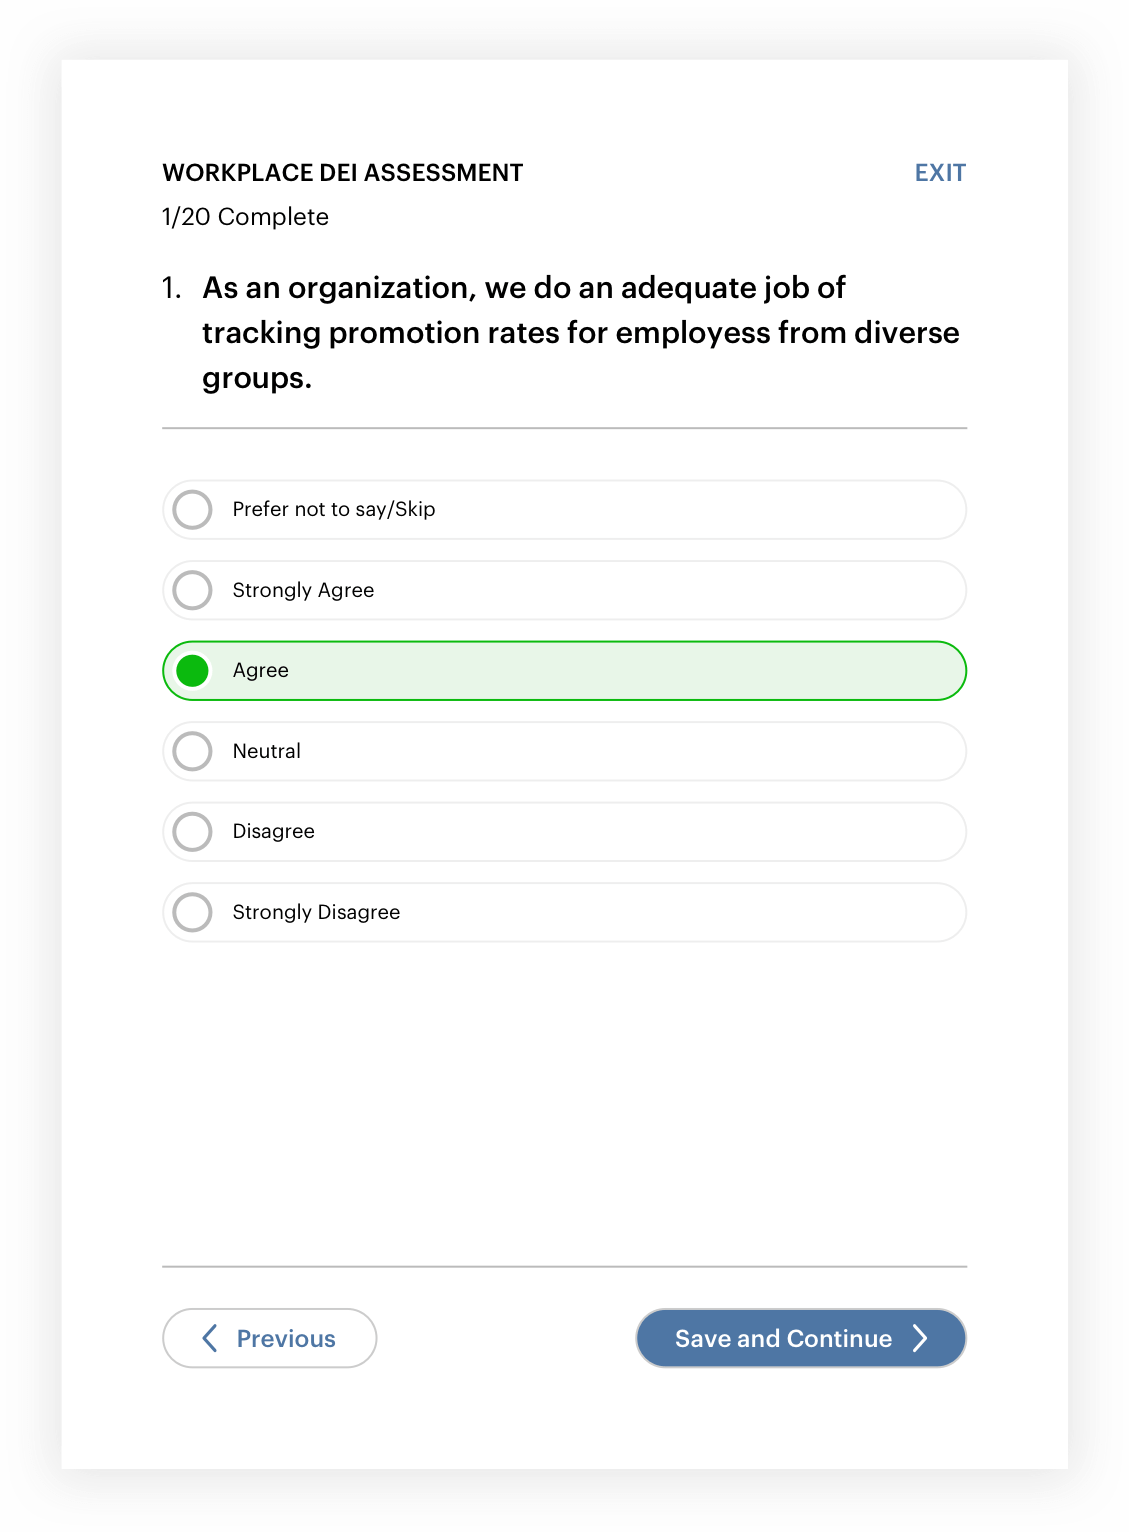 WORKPLACE DEI ASSESSMENT
EXIT
1/20 Complete
1. As an organization, we do an adequate job of
tracking promotion rates for employess from diverse
groups.
Prefer not to say/Skip
Strongly Agree
Agree
Neutral
Disagree
Strongly Disagree
Previous
Save and Continue